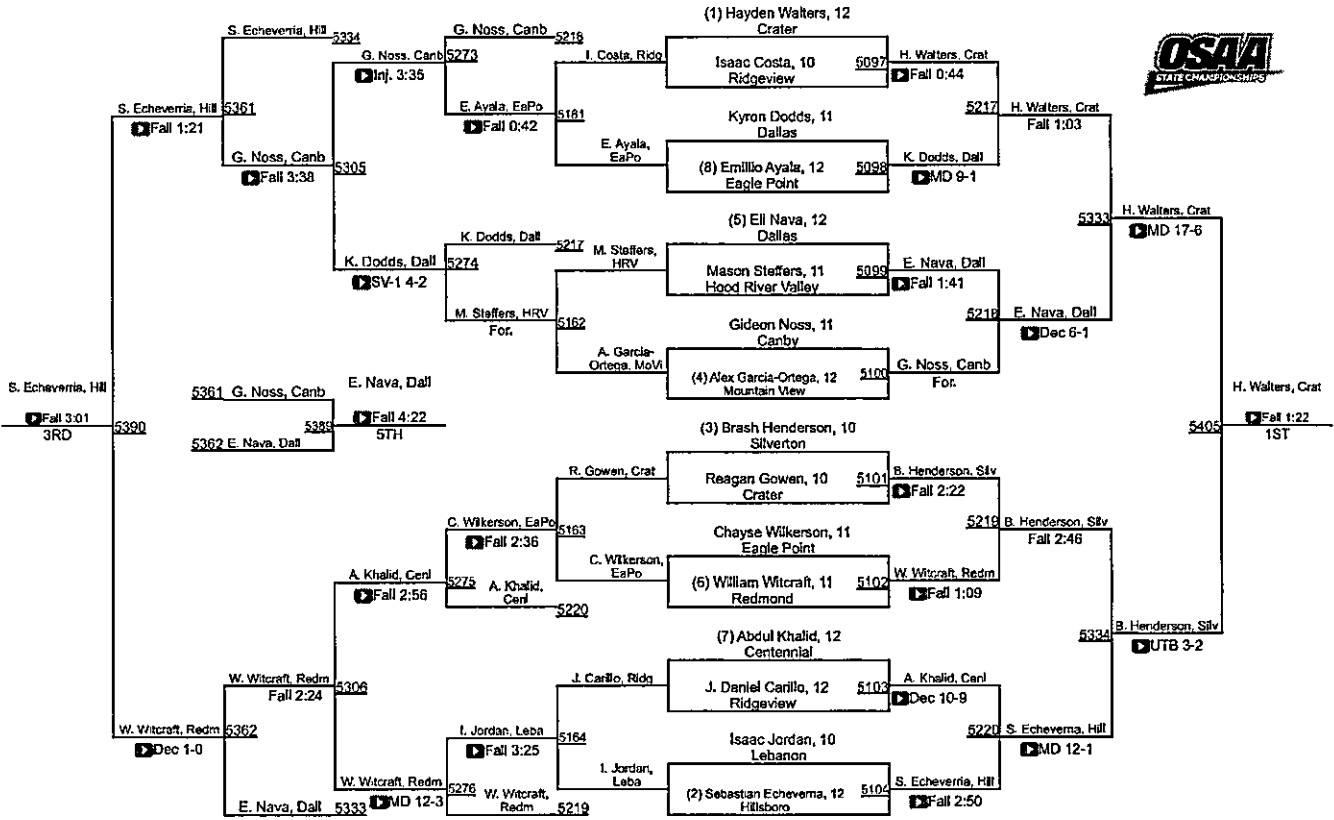 OSAA
STATE CHAMPIONSHIPS
S. Echeverria, Hill
3RD
Fall 3:01
5390
S. Echeverria, Hill
Fall 1:21
5361
S. Echeverria, Hill
5334
G. Noss, Canb
Fall 3:38
5305
G. Noss, Canb
Inj. 3:35
5273
G. Noss, Canb
5218
E. Ayala, EaPo
Fall 0:42
5161
I. Costa, Ridg
E. Ayala,
EaPo
K. Dodds, Dall
SV-1 4-2
5274
K. Dodds, Dall
5217
M. Steffers, HRV
For.
5162
M. Steffers,
HRV
A. Garcia-
Ortega, MoVi
5361 G. Noss, Canb
5362 E. Nava, Dall
5389
E. Nava, Dall
Fall 4:22
5TH
W. Witcraft, Redm
Dec 1-0
5362
W. Witcraft, Redm
Fall 2:24
5306
E. Nava, Dall
5333
A. Khalid, Cenl
Fall 2:56
5275
C. Wilkerson, EaPo
Fall 2:36
5163
R. Gowen, Crat
C. Wilkerson,
EaPo
A. Khalid,
Cenl
5220
W. Witcraft, Redm
MD 12-3
5276
I. Jordan, Leba
Fall 3:25
5164
J. Carillo, Ridg
I. Jordan,
Leba
W. Witcraft,
Redm
5219
(1) Hayden Walters, 12
Crater
Isaac Costa, 10
Ridgeview
5097
Kyron Dodds, 11
Dallas
(8) Emillio Ayala, 12
Eagle Point
5098
(5) Eli Nava, 12
Dallas
Mason Steffers, 11
Hood River Valley
5099
Gideon Noss, 11
Canby
(4) Alex Garcia-Ortega, 12
Mountain View
5100
(3) Brash Henderson, 10
Silverton
Reagan Gowen, 10
Crater
5101
Chayse Wilkerson, 11
Eagle Point
(6) William Witcraft, 11
Redmond
5102
(7) Abdul Khalid, 12
Centennial
J. Daniel Carillo, 12
Ridgeview
5103
Isaac Jordan, 10
Lebanon
(2) Sebastian Echeverria, 12
Hillsboro
5104
H. Walters, Crat
Fall 0:44
5217
K. Dodds, Dall
MD 9-1
E. Nava, Dall
Fall 1:41
5218
G. Noss, Canb
For.
B. Henderson, Silv
Fall 2:22
5219
W. Witcraft, Redm
Fall 1:09
A. Khalid, Cenl
Dec 10-9
5220
S. Echeverria, Hill
Fall 2:50
H. Walters, Crat
Fall 1:03
5333
E. Nava, Dall
Dec 6-1
B. Henderson, Silv
Fall 2:46
5334
S. Echeverria, Hill
MD 12-1
H. Walters, Crat
MD 17-6
5405
B. Henderson, Silv
UTB 3-2
H. Walters, Crat
Fall 1:22
1ST